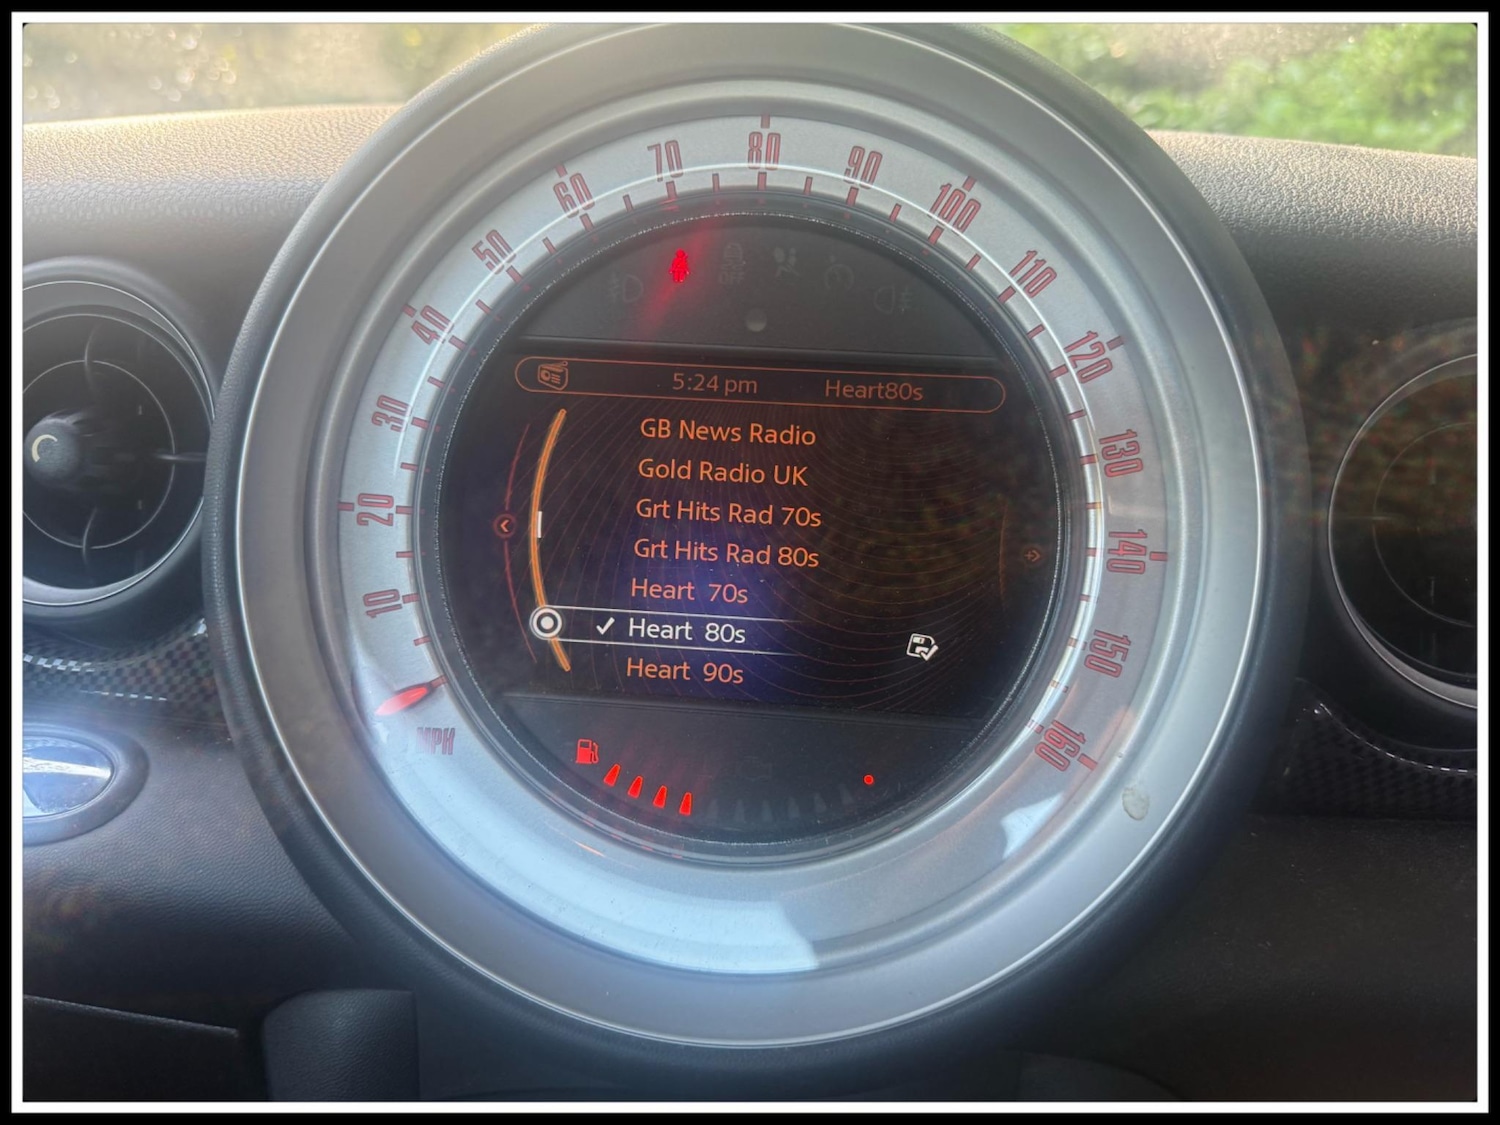 10
20
30
40
50
60
70
80
90
100
110
120
130
140
150
160
MPH
OFF
5:24 pm Heart80s
GB News Radio
Gold Radio UK
Grt Hits Rad 70s
Grt Hits Rad 80s
Heart 70s
Heart 80s
Heart 90s